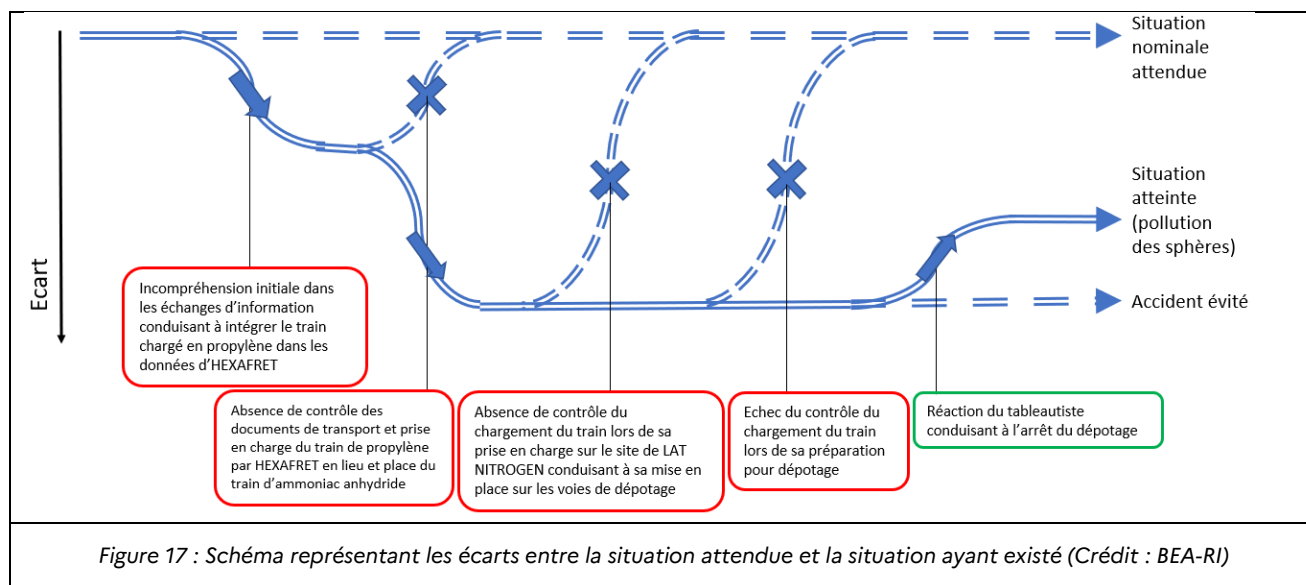 Situation
nominale
attendue
Ecart
Situation
atteinte
(pollution
des sphères)
Accident évité
Incompréhension initiale dans
les échanges d'information
conduisant à intégrer le train
chargé en propylène dans les
données d'HEXAFRET
Absence de contrôle des
documents de transport et prise
en charge du train de propylène
par HEXAFRET en lieu et place du
train d'ammoniac anhydride
Absence de contrôle du
chargement du train lors de sa
prise en charge sur le site de LAT
NITROGEN conduisant à sa mise en
place sur les voies de dépotage
Echec du contrôle du
chargement du train
lors de sa préparation
pour dépotage
Réaction du tableautiste
conduisant à l'arrêt du dépotage
Figure 17 : Schéma représentant les écarts entre la situation attendue et la situation ayant existé (Crédit : BEA-RI)